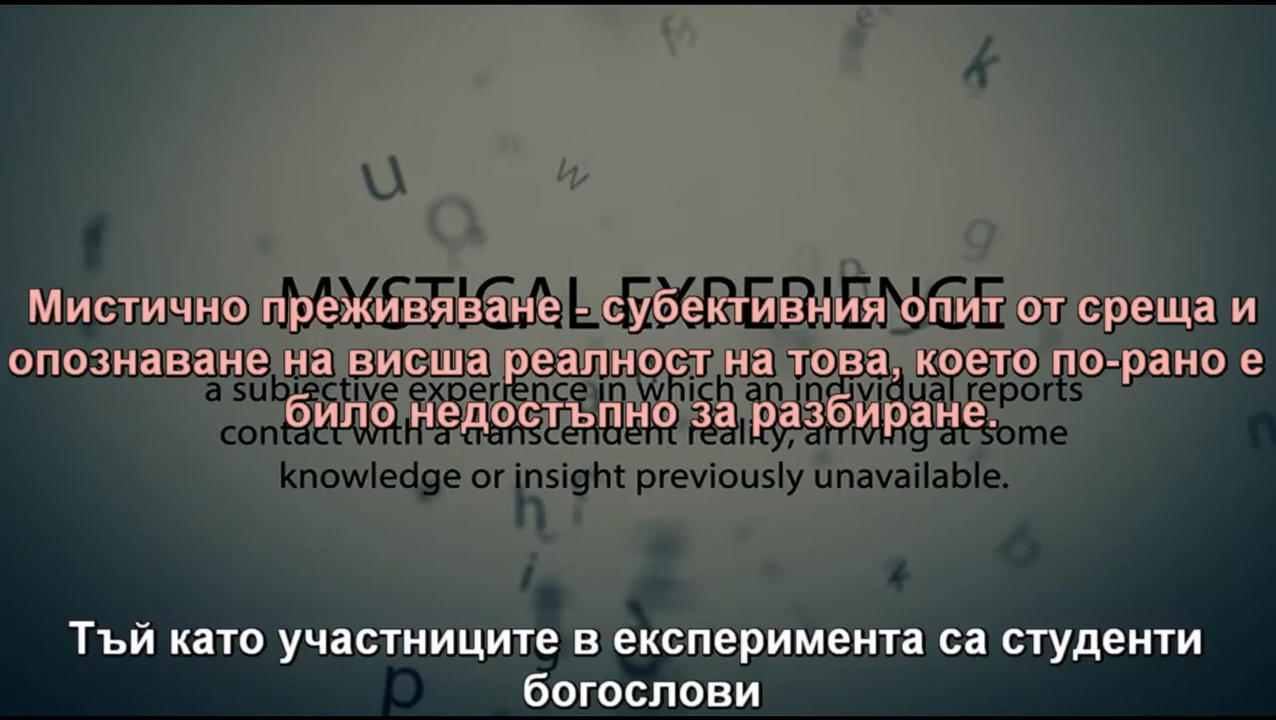 MYSTICAL EXPERIENCE
Мистично преживяване - субективния опит от среща и
опознаване на висша реалност на това, което по-рано е
a subjective experience in which an individual reports
било недостъпно за разбиране.
contact with a transcendent reality, arriving at some
knowledge or insight previously unavailable.
Тъй като участниците в експеримента са студенти
богослови